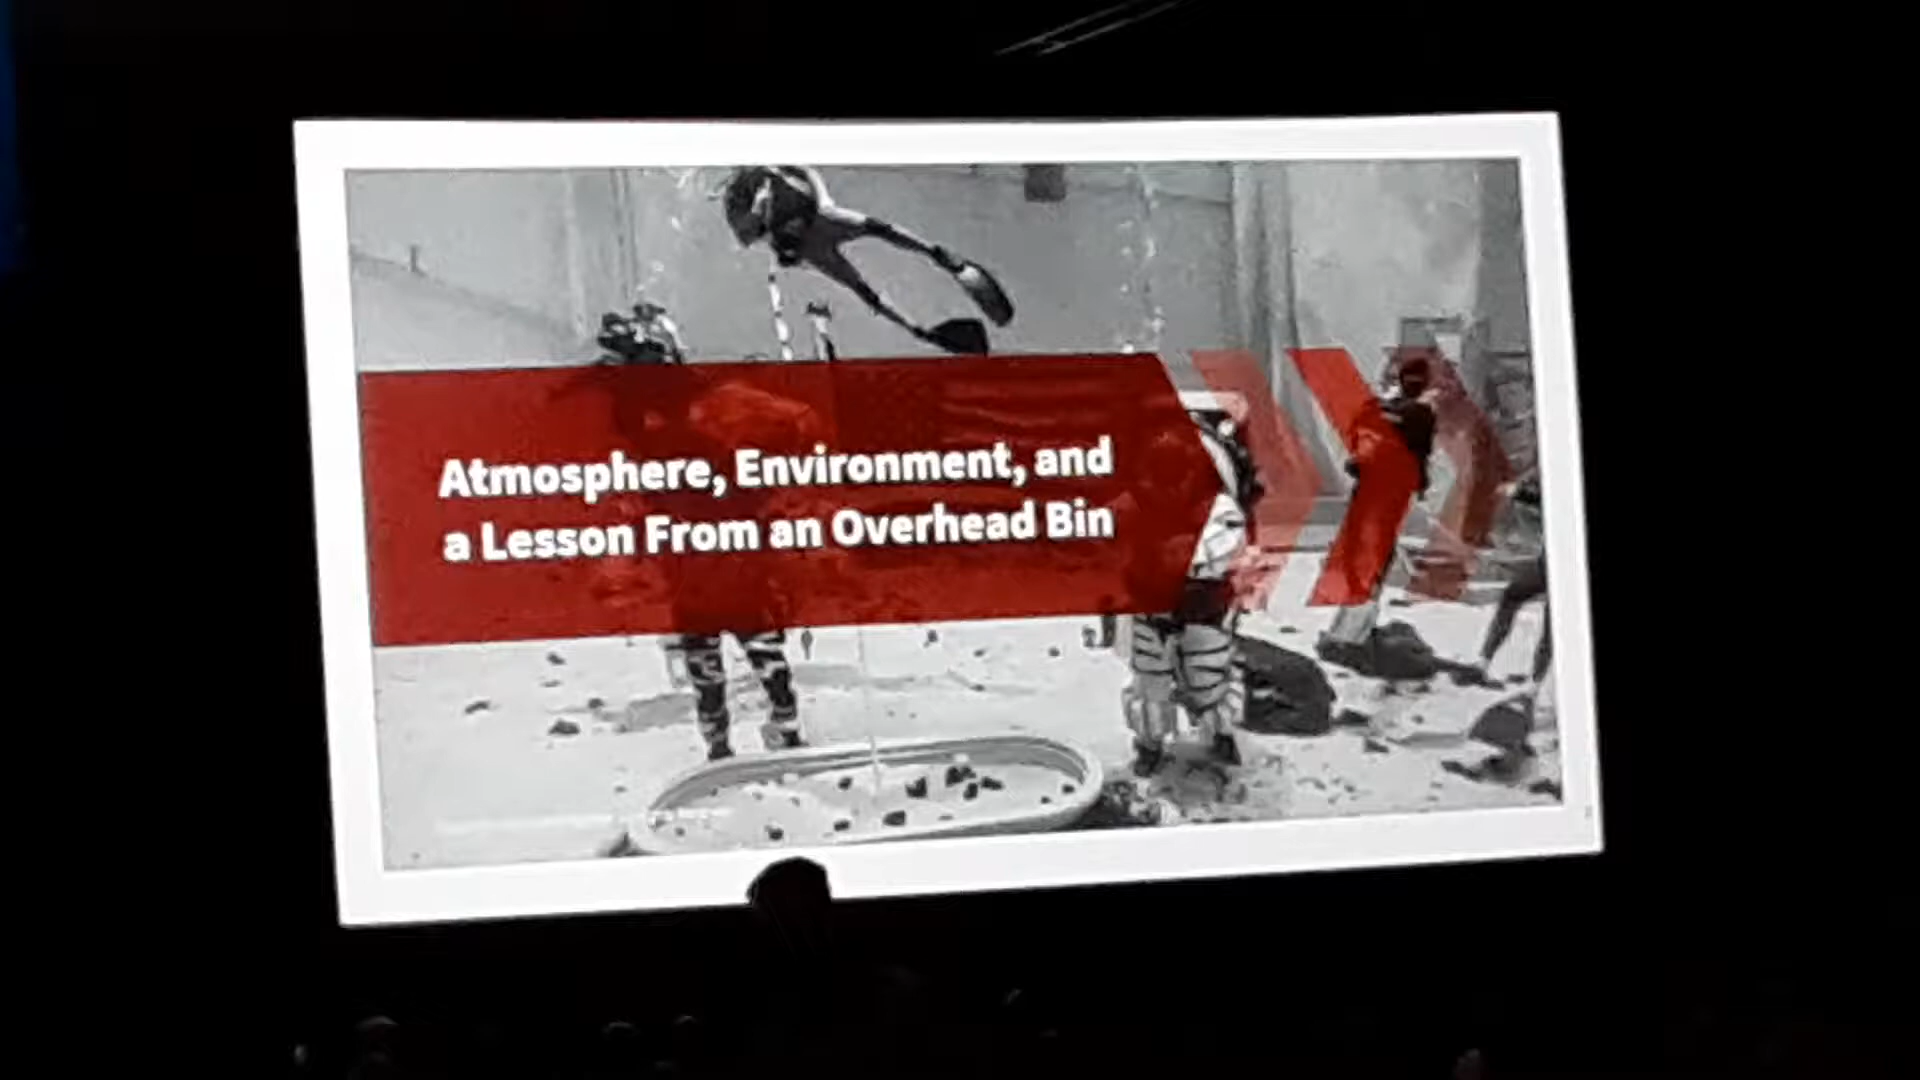 Atmosphere, Environment, and
a Lesson From an Overhead Bin